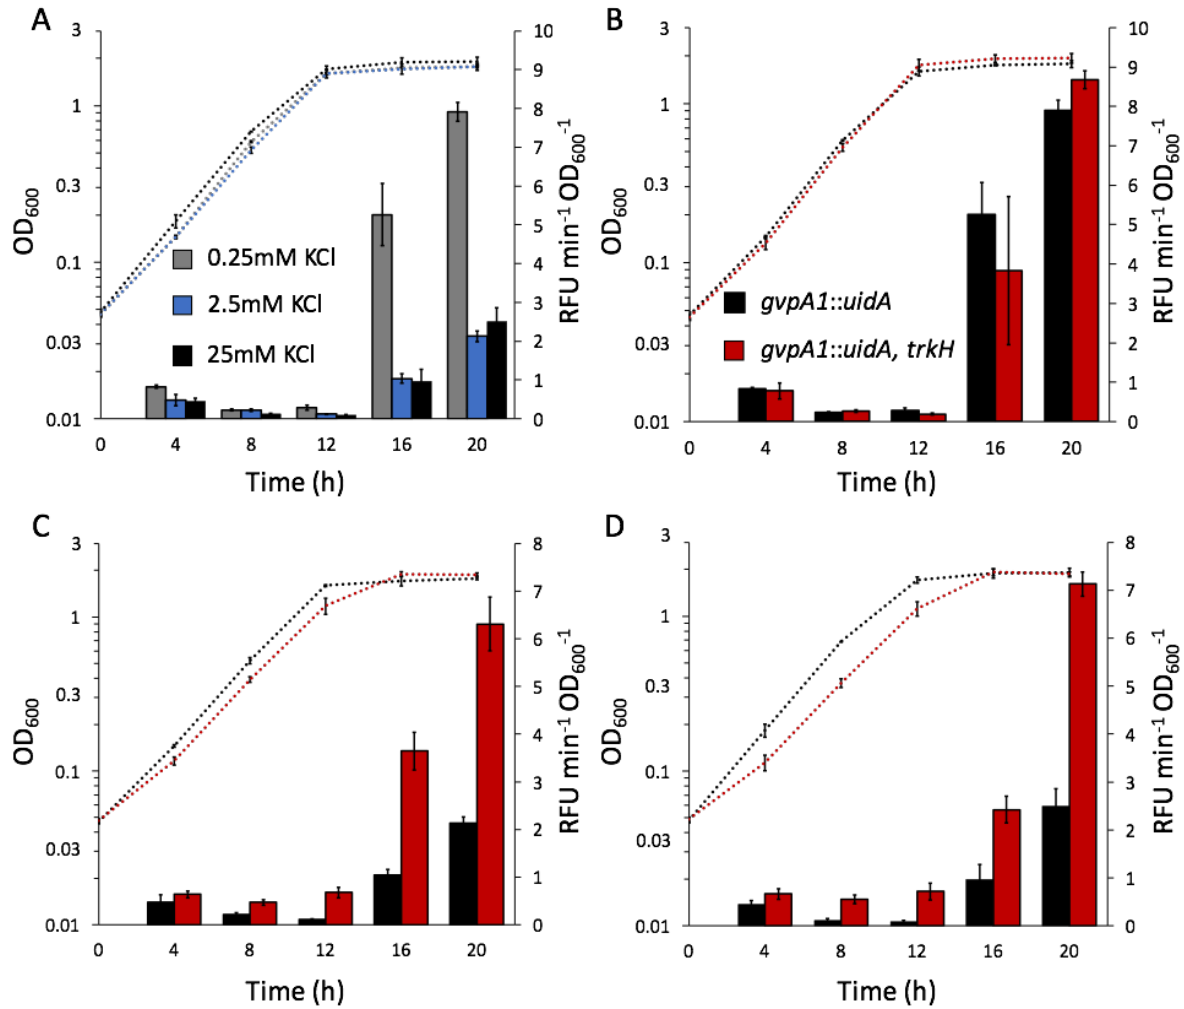 A
3
1
0.3
0.1
0.03
0.01
OD600
0.25mM KCl
2.5mM KCl
25mM KCl
10
9
8
7
6
5
4
3
2
1
0
RFU min-1 OD600-1
0 4 8 12 16 20
Time (h)
B
3
1
0.3
0.1
0.03
0.01
OD600
gvpA1::uidA
gvpA1::uidA, trkH
10
9
8
7
6
5
4
3
2
1
0
RFU min-1 OD600-1
0 4 8 12 16 20
Time (h)
C
3
1
0.3
0.1
0.03
0.01
OD600
8
7
6
5
4
3
2
1
0
RFU min-1 OD600-1
0 4 8 12 16 20
Time (h)
D
3
1
0.3
0.1
0.03
0.01
OD600
8
7
6
5
4
3
2
1
0
RFU min-1 OD600-1
0 4 8 12 16 20
Time (h)